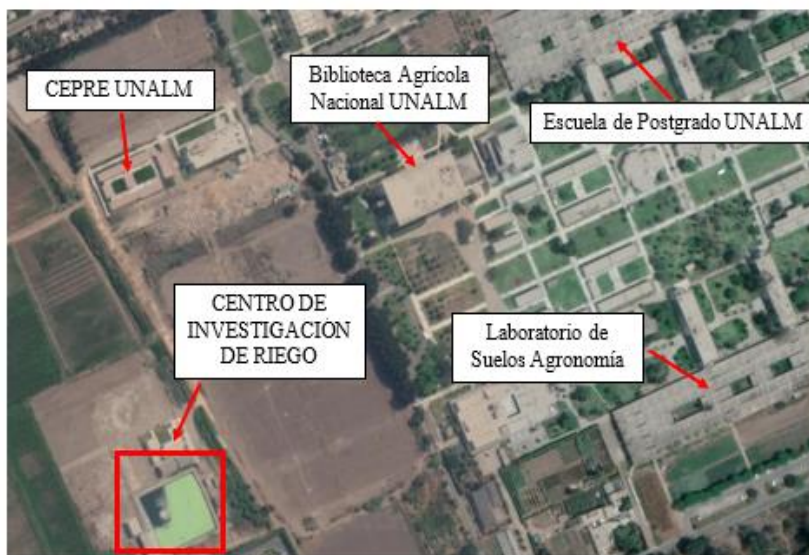 CEPRE UNALM
Biblioteca Agrícola
Nacional UNALM
Escuela de Postgrado UNALM
CENTRO DE
INVESTIGACIÓN
DE RIEGO
Laboratorio de
Suelos Agronomía